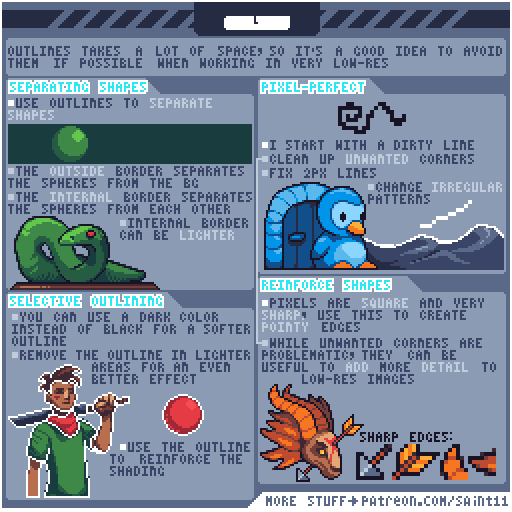 OUTLINES TAKES A LOT OF SPACE, SO IT'S A GOOD IDEA TO AVOID
THEM IF POSSIBLE WHEN WORKING IN VERY LOW-RES
SEPARATING SHAPES
USE OUTLINES TO SEPARATE
SHAPES
THE OUTSIDE BORDER SEPARATES
THE SPHERES FROM THE BG
THE INTERNAL BORDER SEPARATES
THE SPHERES FROM EACH OTHER
INTERNAL BORDER
CAN BE LIGHTER
SELECTIVE OUTLINING
YOU CAN USE A DARK COLOR
INSTEAD OF BLACK FOR A SOFTER
OUTLINE
REMOVE THE OUTLINE IN LIGHTER
AREAS FOR AN EVEN
BETTER EFFECT
USE THE OUTLINE
TO REINFORCE THE
SHADING
PIXEL-PERFECT
I START WITH A DIRTY LINE
CLEAN UP UNWANTED CORNERS
FIX 2PX LINES
CHANGE IRREGULAR
PATTERNS
REINFORCE SHAPES
PIXELS ARE SQUARE AND VERY
SHARP, USE THIS TO CREATE
POINTY EDGES
WHILE UNWANTED CORNERS ARE
PROBLEMATIC, THEY CAN BE
USEFUL TO ADD MORE DETAIL TO
LOW-RES IMAGES
SHARP EDGES:
MORE STUFF→PATREON.COM/SAINT11